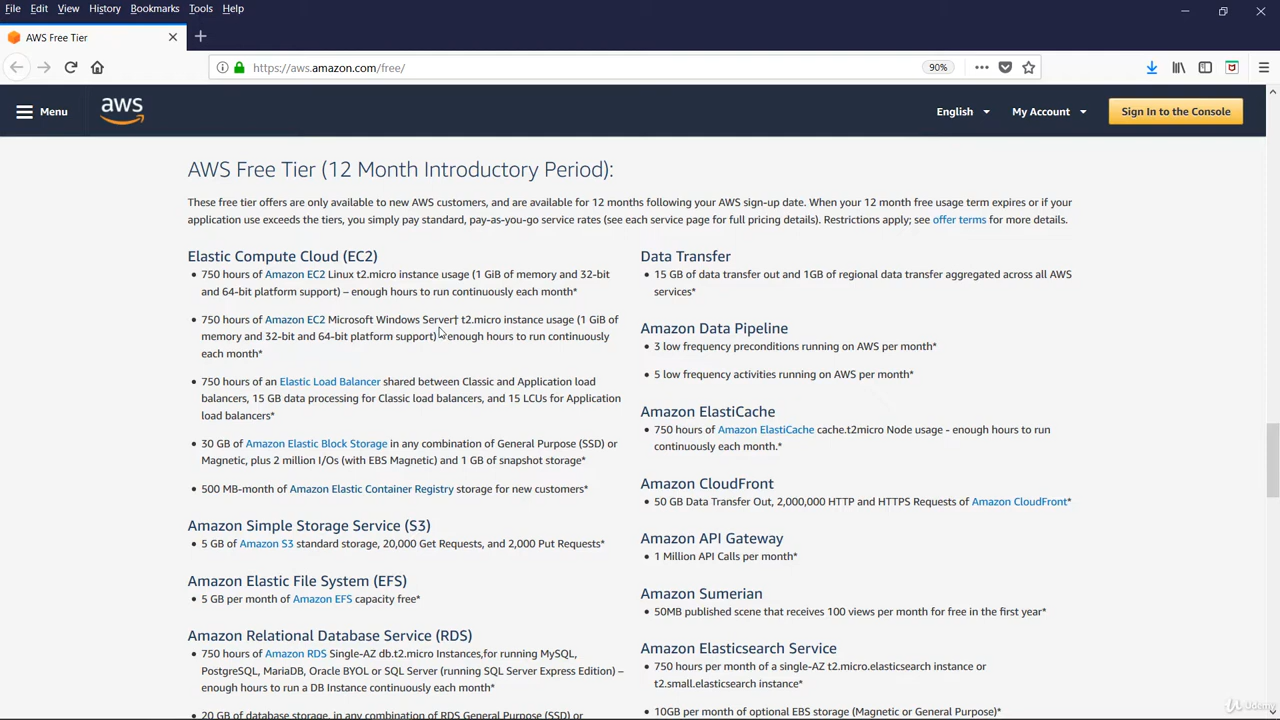 File Edit View History Bookmarks Tools Help
AWS Free Tier
https://aws.amazon.com/free/
90%
Menu
aws
English
My Account
Sign In to the Console
AWS Free Tier (12 Month Introductory Period):
These free tier offers are only available to new AWS customers, and are available for 12 months following your AWS sign-up date. When your 12 month free usage term expires or if your
application use exceeds the tiers, you simply pay standard, pay-as-you-go service rates (see each service page for full pricing details). Restrictions apply; see offer terms for more details.
Elastic Compute Cloud (EC2)
• 750 hours of Amazon EC2 Linux t2.micro instance usage (1 GiB of memory and 32-bit
and 64-bit platform support) – enough hours to run continuously each month*
• 750 hours of Amazon EC2 Microsoft Windows Server† t2.micro instance usage (1 GiB of
memory and 32-bit and 64-bit platform support) – enough hours to run continuously
each month*
• 750 hours of an Elastic Load Balancer shared between Classic and Application load
balancers, 15 GB data processing for Classic load balancers, and 15 LCUs for Application
load balancers*
• 30 GB of Amazon Elastic Block Storage in any combination of General Purpose (SSD) or
Magnetic, plus 2 million I/Os (with EBS Magnetic) and 1 GB of snapshot storage*
• 500 MB-month of Amazon Elastic Container Registry storage for new customers*
Amazon Simple Storage Service (S3)
• 5 GB of Amazon S3 standard storage, 20,000 Get Requests, and 2,000 Put Requests*
Amazon Elastic File System (EFS)
• 5 GB per month of Amazon EFS capacity free*
Amazon Relational Database Service (RDS)
• 750 hours of Amazon RDS Single-AZ db.t2.micro Instances,for running MySQL,
PostgreSQL, MariaDB, Oracle BYOL or SQL Server (running SQL Server Express Edition) –
enough hours to run a DB Instance continuously each month*
• 20 GB of database storage, in any combination of RDS General Purpose (SSD) or
Data Transfer
• 15 GB of data transfer out and 1GB of regional data transfer aggregated across all AWS
services*
Amazon Data Pipeline
• 3 low frequency preconditions running on AWS per month*
• 5 low frequency activities running on AWS per month*
Amazon ElastiCache
• 750 hours of Amazon ElastiCache cache.t2micro Node usage - enough hours to run
continuously each month.*
Amazon CloudFront
• 50 GB Data Transfer Out, 2,000,000 HTTP and HTTPS Requests of Amazon CloudFront*
Amazon API Gateway
• 1 Million API Calls per month*
Amazon Sumerian
• 50MB published scene that receives 100 views per month for free in the first year*
Amazon Elasticsearch Service
• 750 hours per month of a single-AZ t2.micro.elasticsearch instance or
t2.small.elasticsearch instance*
• 10GB per month of optional EBS storage (Magnetic or General Purpose)*
Udemy